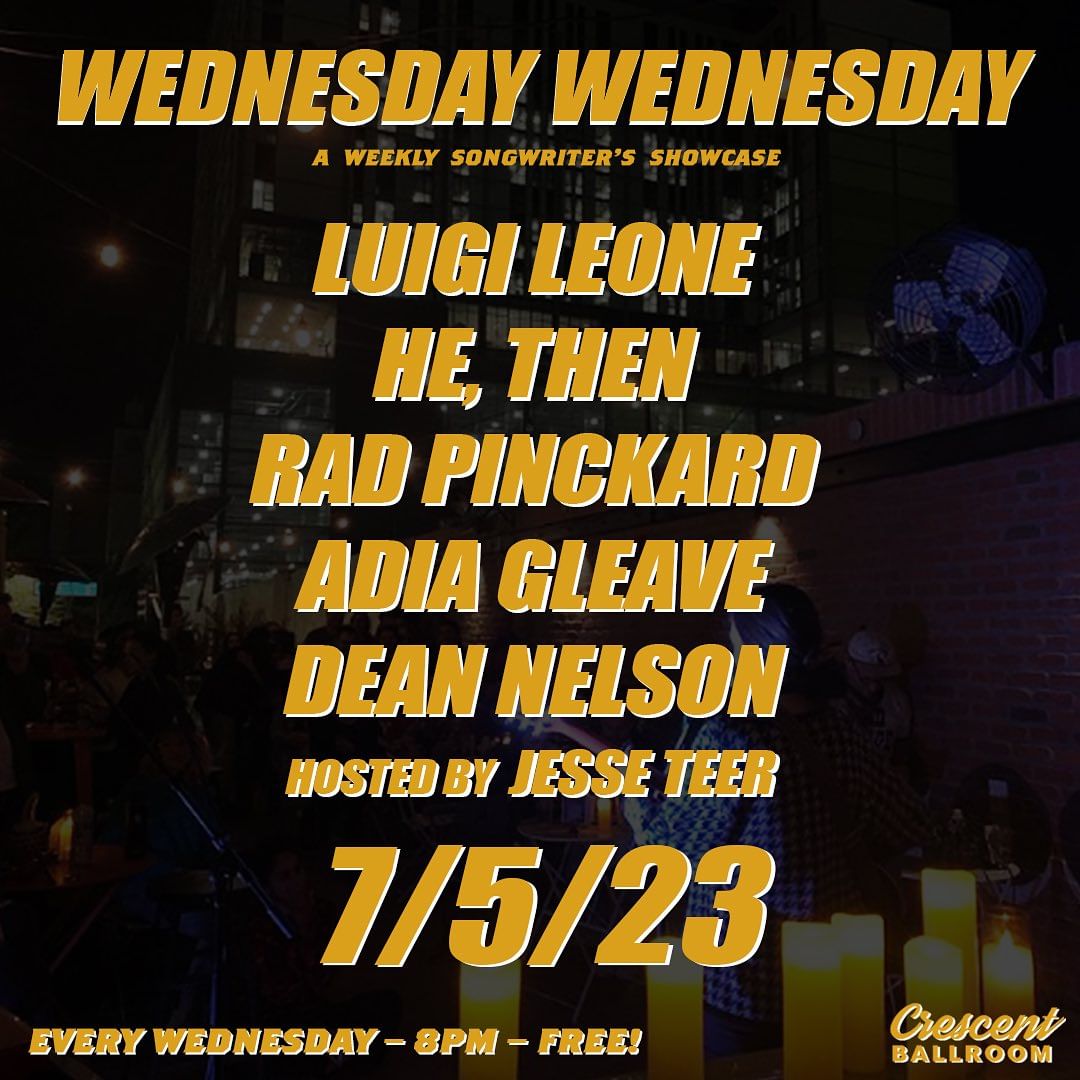 WEDNESDAY WEDNESDAY
A WEEKLY SONGWRITER'S SHOWCASE
LUIGI LEONE
HE, THEN
RAD PINCKARD
ADIA GLEAVE
DEAN NELSON
HOSTED BY JESSE TEER
7/5/23
EVERY WEDNESDAY – 8PM – FREE!
Crescent
BALLROOM